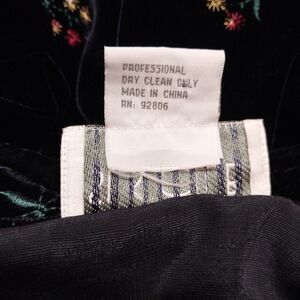 PROFESSIONAL
DRY CLEAN ONLY
MADE IN CHINA
RN: 92806